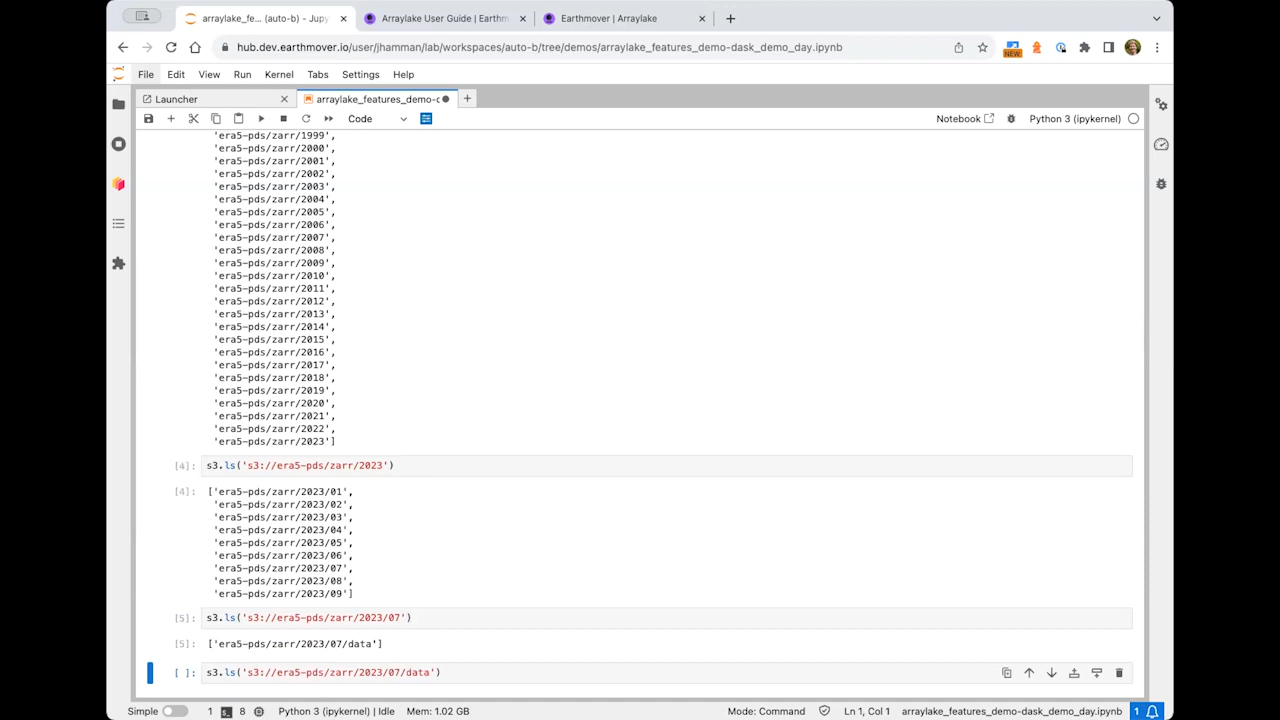 arraylake_fe... (auto-b) - Jupy
Arraylake User Guide | Earthm
Earthmover | Arraylake
hub.dev.earthmover.io/user/jhamman/lab/workspaces/auto-b/tree/demos/arraylake_features_demo-dask_demo_day.ipynb
NEW
File Edit View Run Kernel Tabs Settings Help
Launcher
arraylake_features_demo-c
Code
Notebook
Python 3 (ipykernel)
'era5-pds/zarr/1999',
'era5-pds/zarr/2000',
'era5-pds/zarr/2001',
'era5-pds/zarr/2002',
'era5-pds/zarr/2003',
'era5-pds/zarr/2004',
'era5-pds/zarr/2005',
'era5-pds/zarr/2006',
'era5-pds/zarr/2007',
'era5-pds/zarr/2008',
'era5-pds/zarr/2009',
'era5-pds/zarr/2010',
'era5-pds/zarr/2011',
'era5-pds/zarr/2012',
'era5-pds/zarr/2013',
'era5-pds/zarr/2014',
'era5-pds/zarr/2015',
'era5-pds/zarr/2016',
'era5-pds/zarr/2017',
'era5-pds/zarr/2018',
'era5-pds/zarr/2019',
'era5-pds/zarr/2020',
'era5-pds/zarr/2021',
'era5-pds/zarr/2022',
'era5-pds/zarr/2023']
[4]: s3.ls('s3://era5-pds/zarr/2023')
[4]: ['era5-pds/zarr/2023/01',
'era5-pds/zarr/2023/02',
'era5-pds/zarr/2023/03',
'era5-pds/zarr/2023/04',
'era5-pds/zarr/2023/05',
'era5-pds/zarr/2023/06',
'era5-pds/zarr/2023/07',
'era5-pds/zarr/2023/08',
'era5-pds/zarr/2023/09']
[5]: s3.ls('s3://era5-pds/zarr/2023/07')
[5]: ['era5-pds/zarr/2023/07/data']
[ ]: s3.ls('s3://era5-pds/zarr/2023/07/data')
Simple 1 8 Python 3 (ipykernel) | Idle Mem: 1.02 GB Mode: Command Ln 1, Col 1 arraylake_features_demo-dask_demo_day.ipynb 1